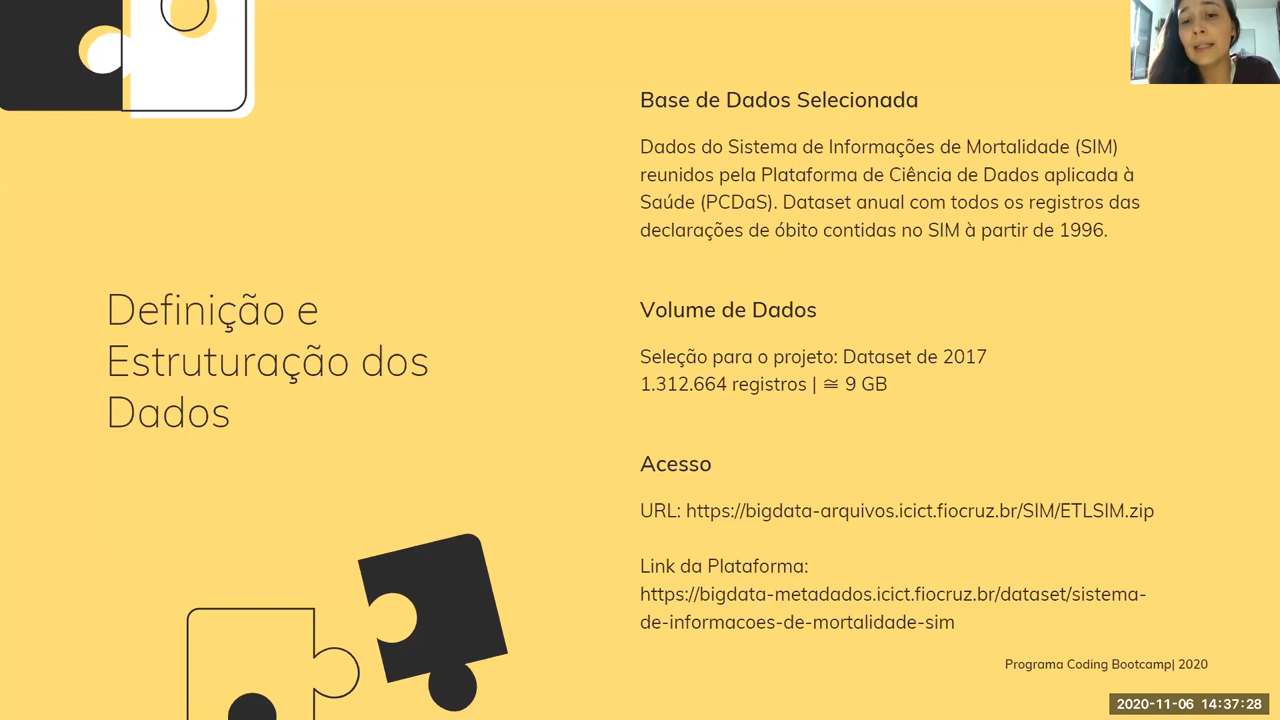 Definição e
Estruturação dos
Dados
Base de Dados Selecionada
Dados do Sistema de Informações de Mortalidade (SIM)
reunidos pela Plataforma de Ciência de Dados aplicada à
Saúde (PCDaS). Dataset anual com todos os registros das
declarações de óbito contidas no SIM à partir de 1996.
Volume de Dados
Seleção para o projeto: Dataset de 2017
1.312.664 registros | ≅ 9 GB
Acesso
URL: https://bigdata-arquivos.icict.fiocruz.br/SIM/ETLSIM.zip
Link da Plataforma:
https://bigdata-metadados.icict.fiocruz.br/dataset/sistema-
de-informacoes-de-mortalidade-sim
Programa Coding Bootcamp| 2020
2020-11-06 14:37:28